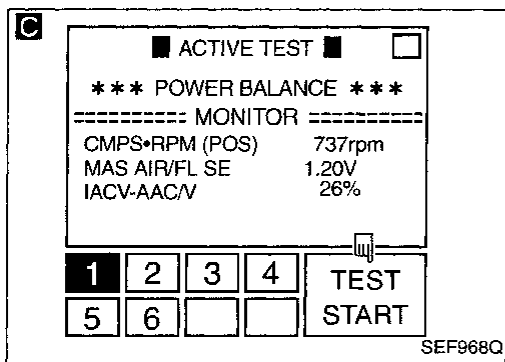 C
ACTIVE TEST
*** POWER BALANCE ***
========= MONITOR =========
CMPS•RPM (POS) 737rpm
MAS AIR/FL SE 1.20V
IACV-AAC/V 26%
1 2 3 4 TEST
5 6 START
SEF968Q